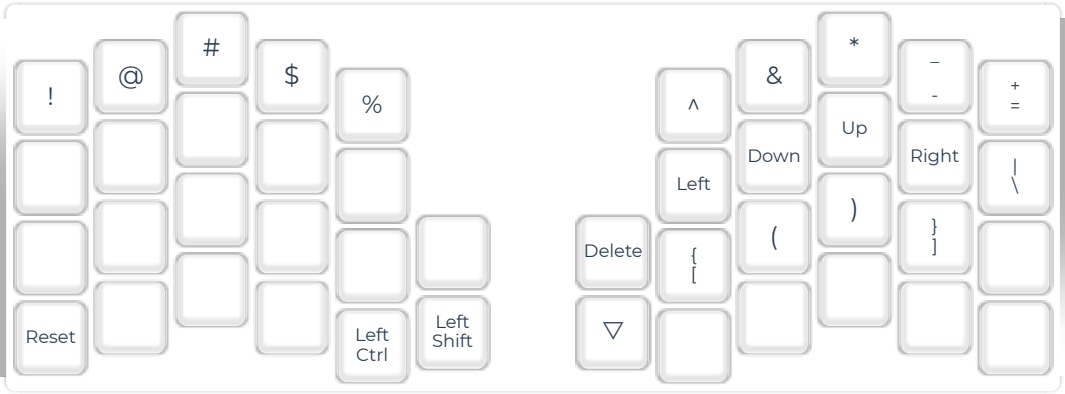 !
@
#
$
%
^
&
*
_
-
+
=
Left
Down
Up
Right
|
\
Delete
{
[
(
)
}
]
Reset
Left
Ctrl
Left
Shift
▽